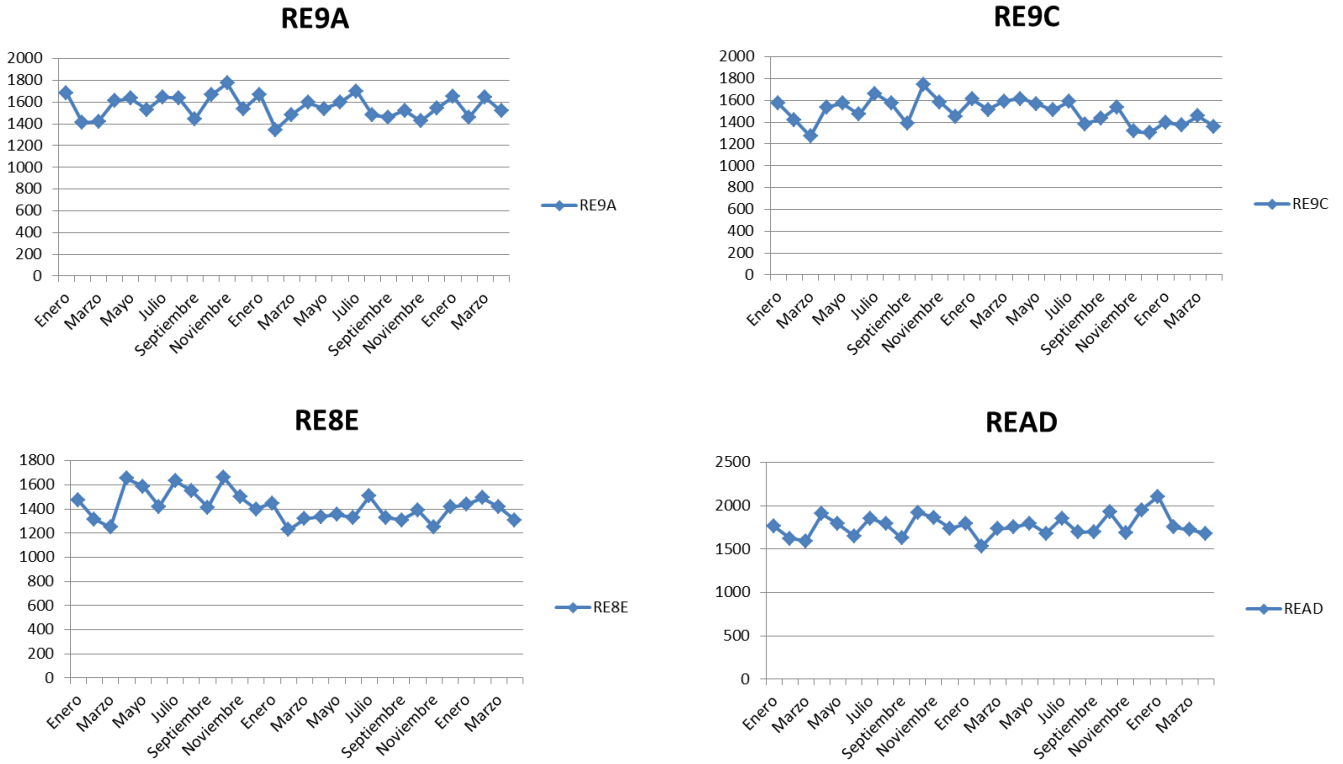 RE9A
2000
1800
1600
1400
1200
1000
800
600
400
200
0
Enero
Marzo
Mayo
Julio
Septiembre
Noviembre
Enero
Marzo
Mayo
Julio
Septiembre
Noviembre
Enero
Marzo
RE9A
RE9C
2000
1800
1600
1400
1200
1000
800
600
400
200
0
Enero
Marzo
Mayo
Julio
Septiembre
Noviembre
Enero
Marzo
Mayo
Julio
Septiembre
Noviembre
Enero
Marzo
RE9C
RE8E
1800
1600
1400
1200
1000
800
600
400
200
0
Enero
Marzo
Mayo
Julio
Septiembre
Noviembre
Enero
Marzo
Mayo
Julio
Septiembre
Noviembre
Enero
Marzo
RE8E
READ
2500
2000
1500
1000
500
0
Enero
Marzo
Mayo
Julio
Septiembre
Noviembre
Enero
Marzo
Mayo
Julio
Septiembre
Noviembre
Enero
Marzo
READ